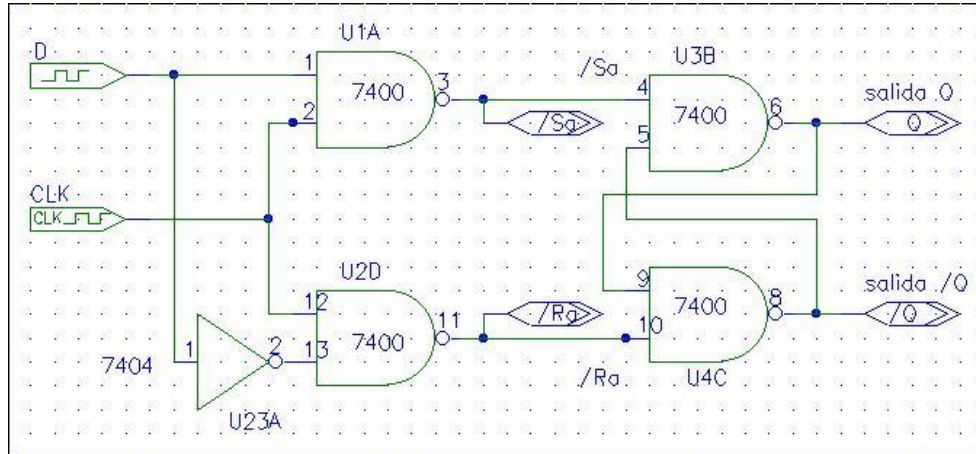 U1A
D
1
7400
3
2
/Sa
/Sa
U3B
4
7400
6
5
salida Q
Q
CLK
CLK
U2D
12
7400
11
13
/Ra
/Ra
7404
1
2
U23A
9
7400
8
10
U4C
salida /Q
/Q